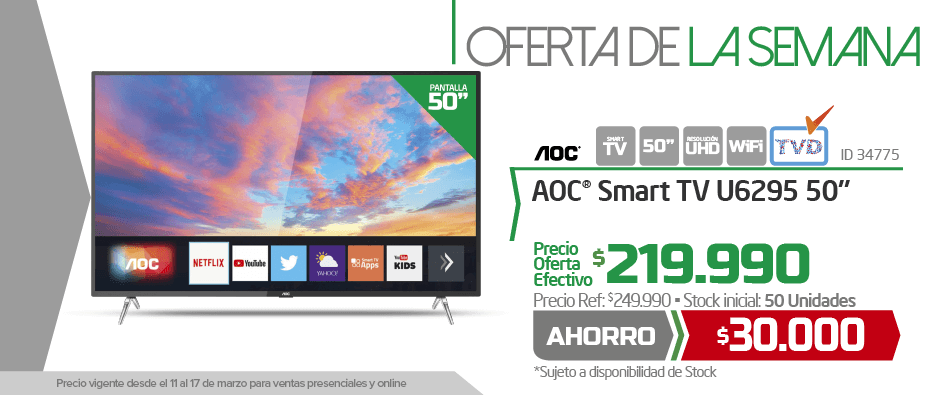 OFERTA DE LA SEMANA
PANTALLA
50"
AOC
SMART
TV
50"
RESOLUCIÓN
UHD
WiFi
TVD
ID 34775
AOC® Smart TV U6295 50"
Precio
Oferta
Efectivo
$219.990
Precio Ref: $249.990 ▪ Stock inicial: 50 Unidades
AHORRO
$30.000
*Sujeto a disponibilidad de Stock
AOC
NETFLIX
YouTube
YAHOO!
Smart TV
Apps
You Tube
KIDS
AOC
Precio vigente desde el 11 al 17 de marzo para ventas presenciales y online